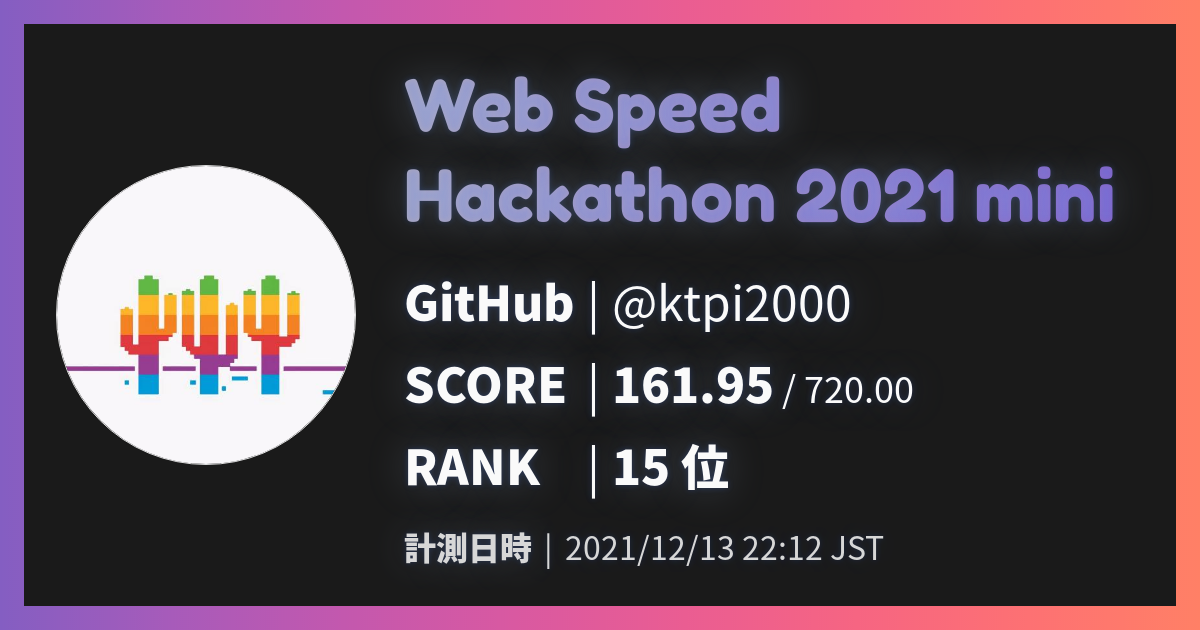 Web Speed
Hackathon 2021 mini
GitHub | @ktpi2000
SCORE | 161.95 / 720.00
RANK | 15 位
計測日時 | 2021/12/13 22:12 JST